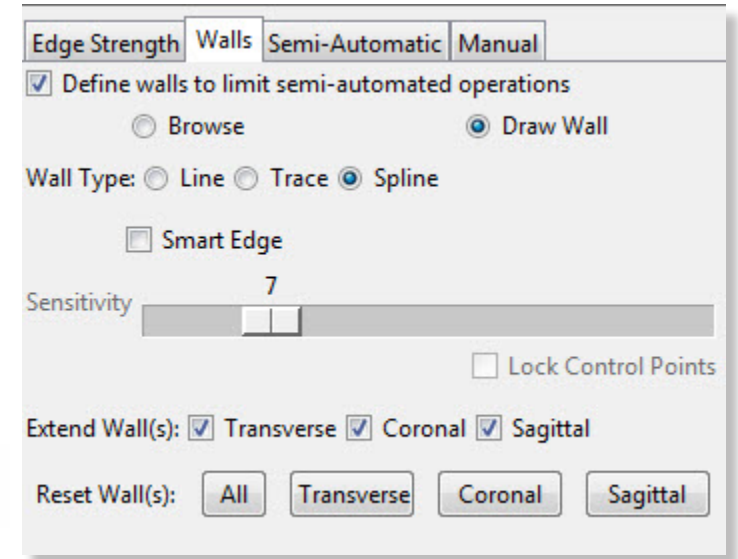 Edge Strength Walls Semi-Automatic Manual
Define walls to limit semi-automated operations
Browse Draw Wall
Wall Type: Line Trace Spline
Smart Edge
7
Sensitivity
Lock Control Points
Extend Wall(s): Transverse Coronal Sagittal
Reset Wall(s): All Transverse Coronal Sagittal